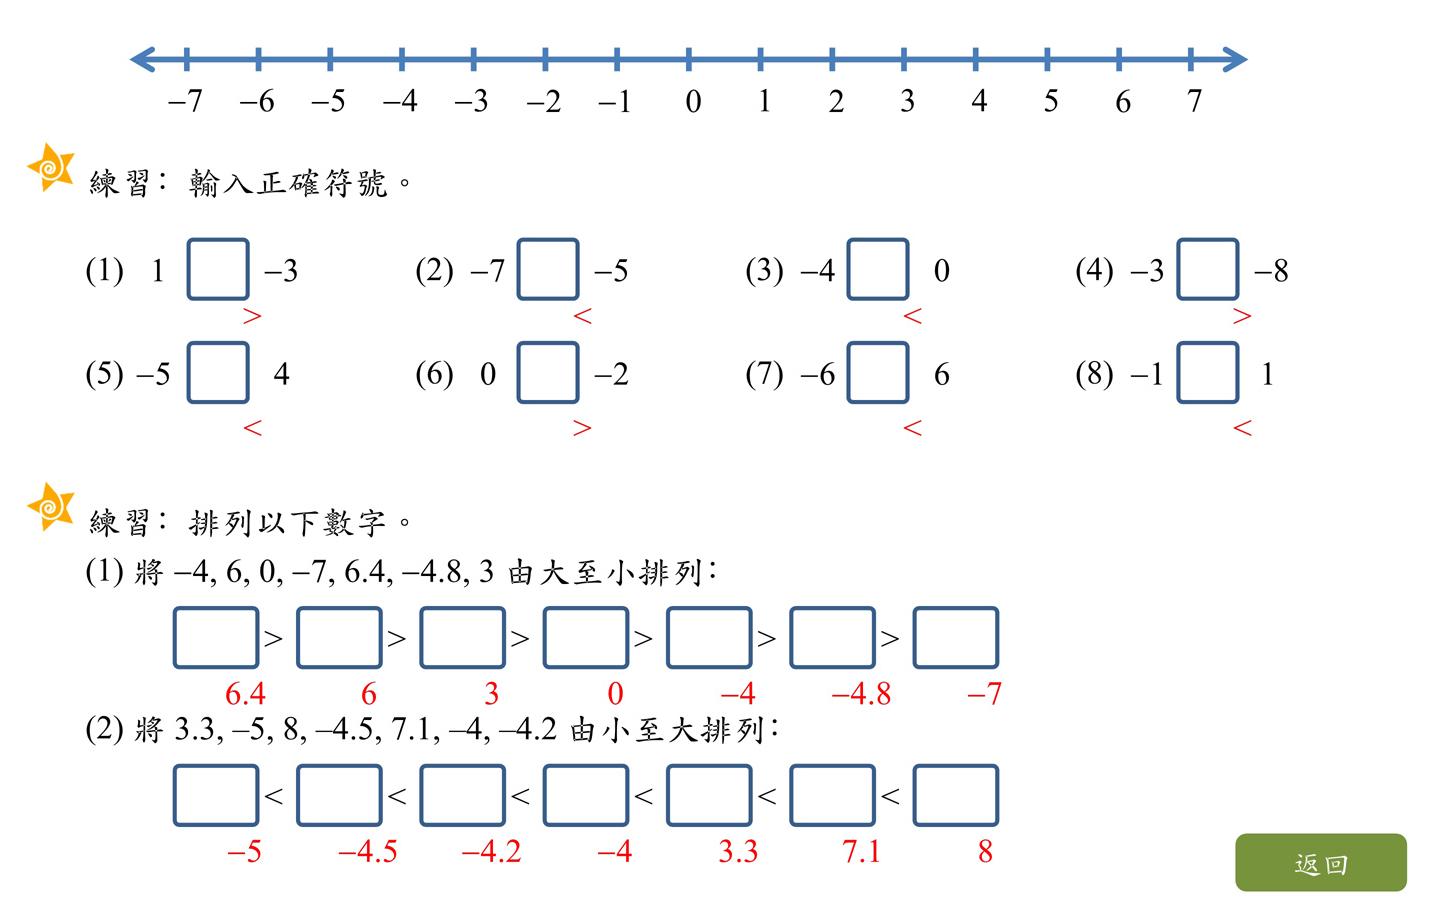 –7 –6 –5 –4 –3 –2 –1 0 1 2 3 4 5 6 7
練習： 輸入正確符號。
(1) 1 –3 (2) –7 –5 (3) –4 0 (4) –3 –8
> < < >
(5) –5 4 (6) 0 –2 (7) –6 6 (8) –1 1
< > < <
練習： 排列以下數字。
(1) 將 –4, 6, 0, –7, 6.4, –4.8, 3 由大至小排列：
> > > > > >
6.4 6 3 0 –4 –4.8 –7
(2) 將 3.3, –5, 8, –4.5, 7.1, –4, –4.2 由小至大排列：
< < < < < <
–5 –4.5 –4.2 –4 3.3 7.1 8
返回